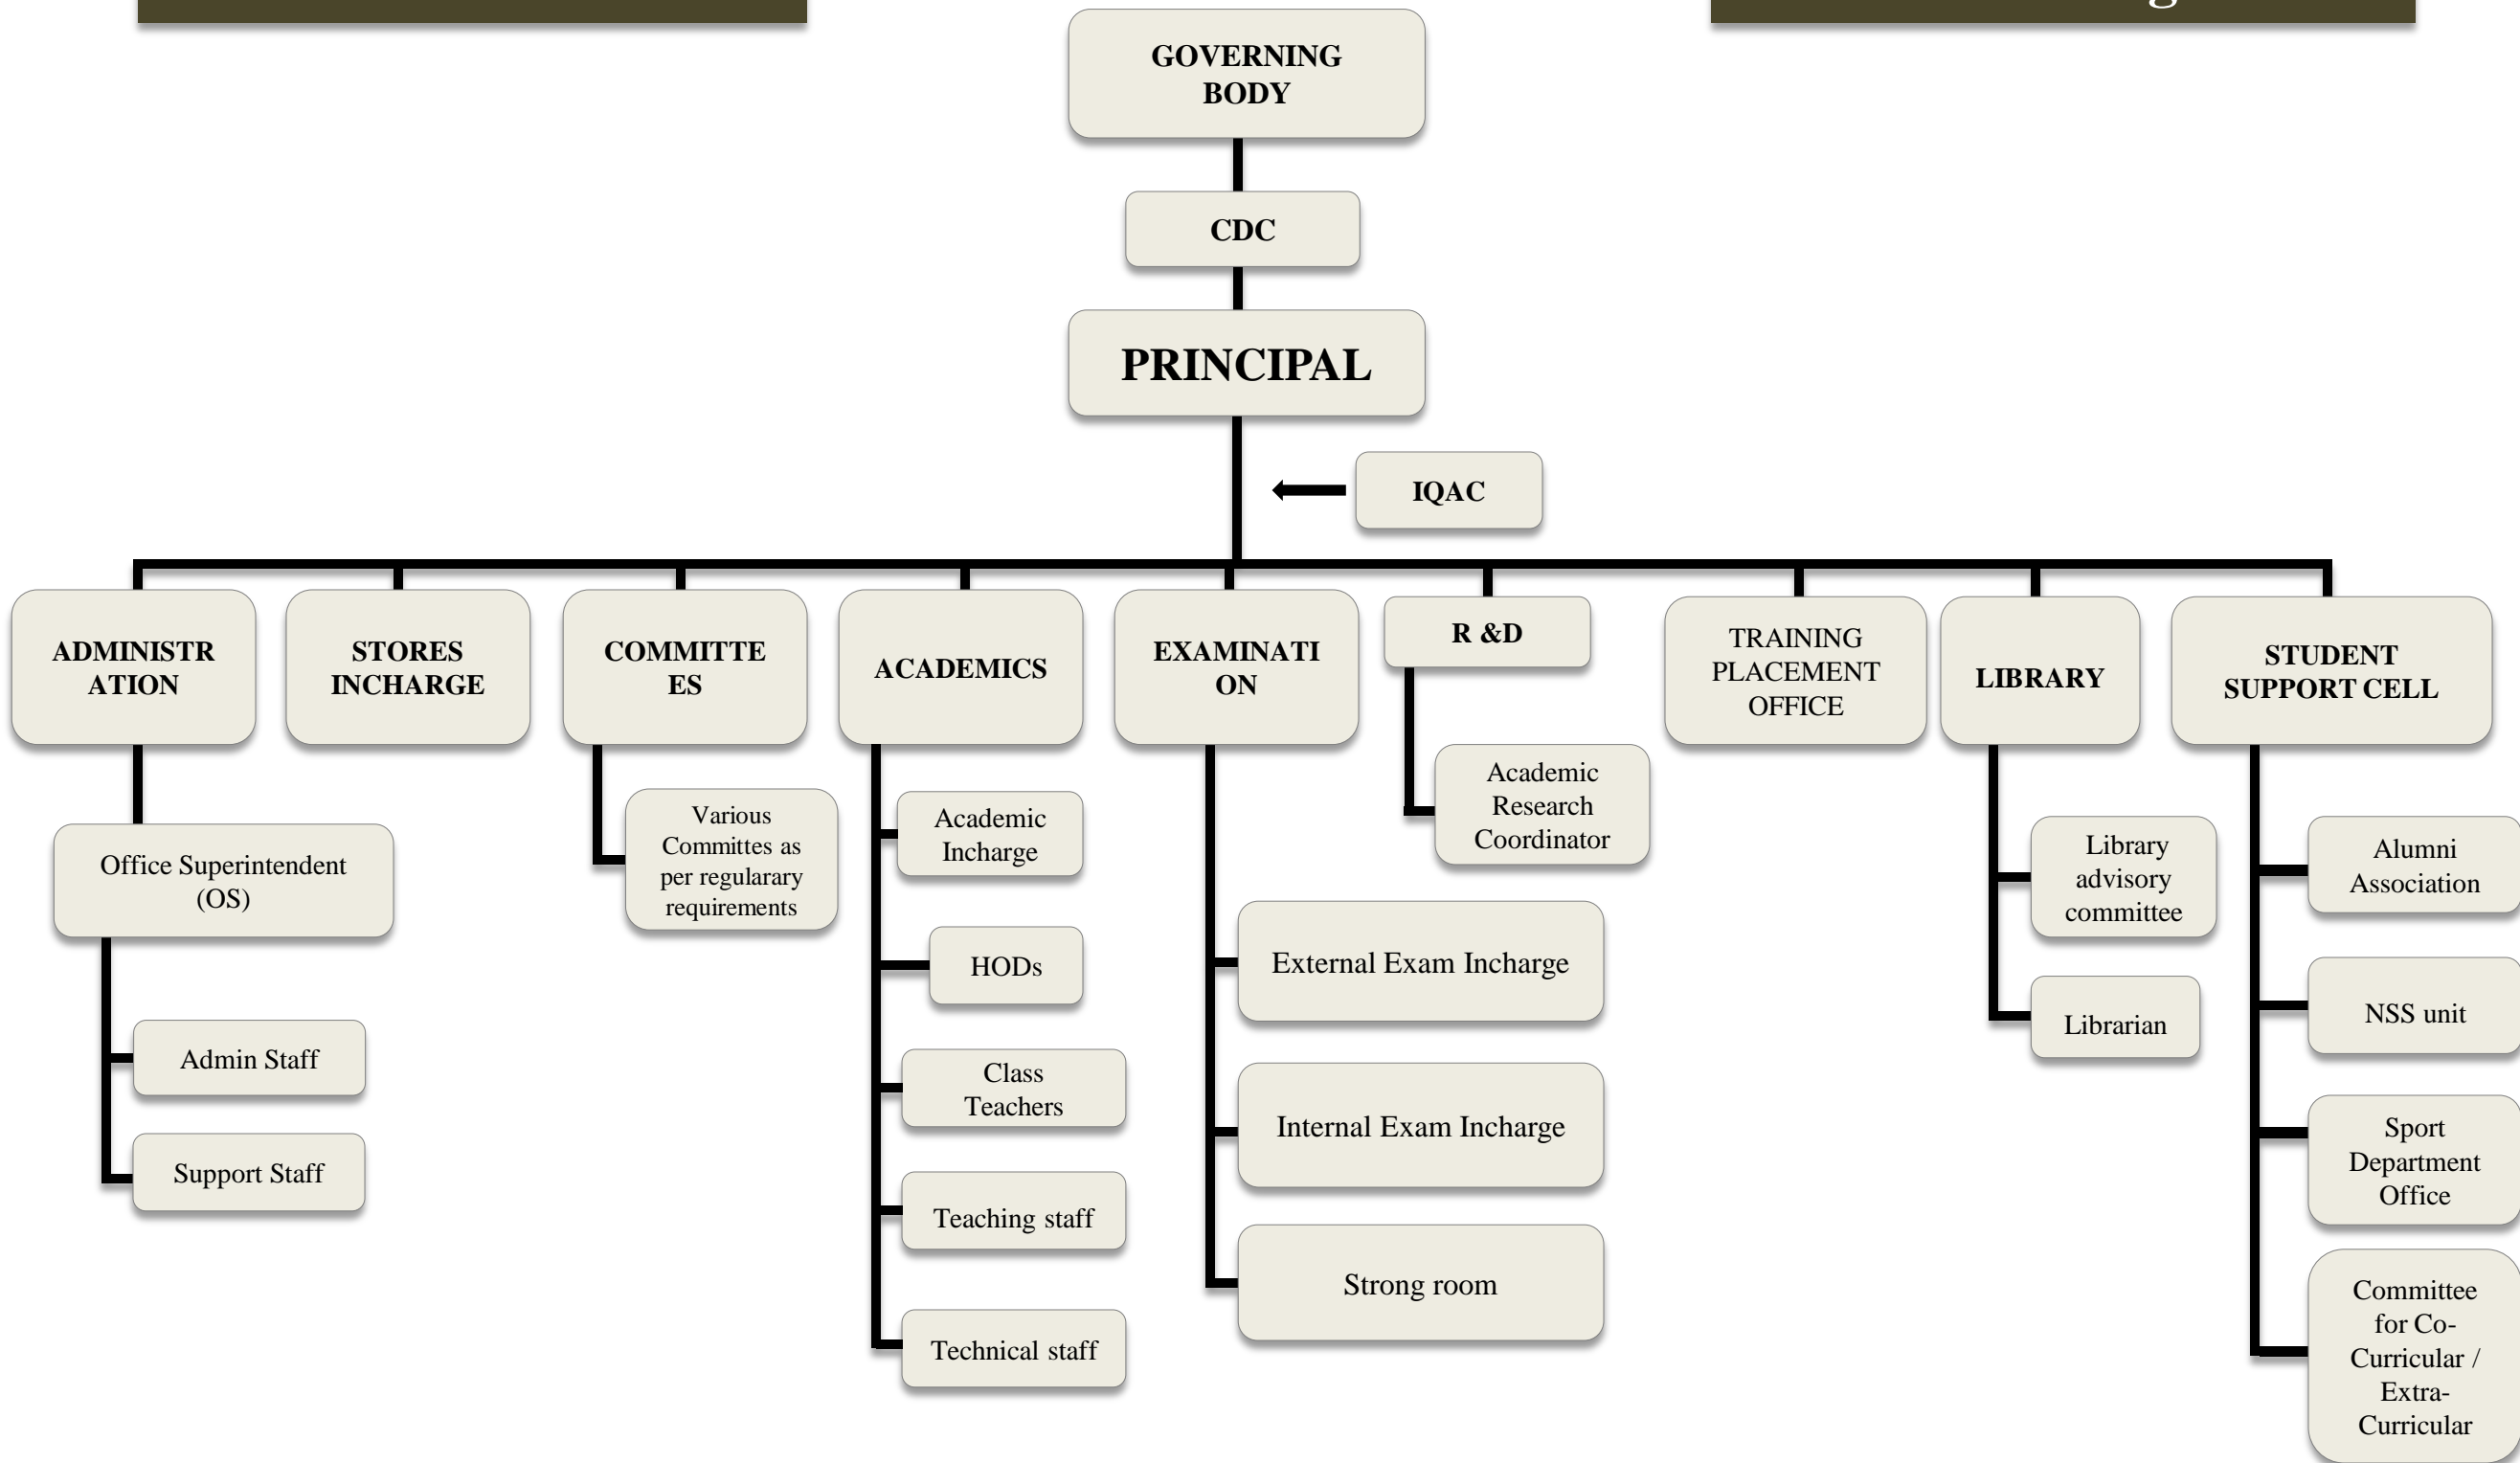 GOVERNING
BODY
CDC
PRINCIPAL
IQAC
ADMINISTR
ATION
STORES
INCHARGE
COMMITTE
ES
ACADEMICS
EXAMINATI
ON
R &D
TRAINING
PLACEMENT
OFFICE
LIBRARY
STUDENT
SUPPORT CELL
Office Superintendent
(OS)
Admin Staff
Support Staff
Various
Committes as
per regularary
requirements
Academic
Incharge
HODs
Class
Teachers
Teaching staff
Technical staff
External Exam Incharge
Internal Exam Incharge
Strong room
Academic
Research
Coordinator
Library
advisory
committee
Librarian
Alumni
Association
NSS unit
Sport
Department
Office
Committee
for Co-
Curricular /
Extra-
Curricular